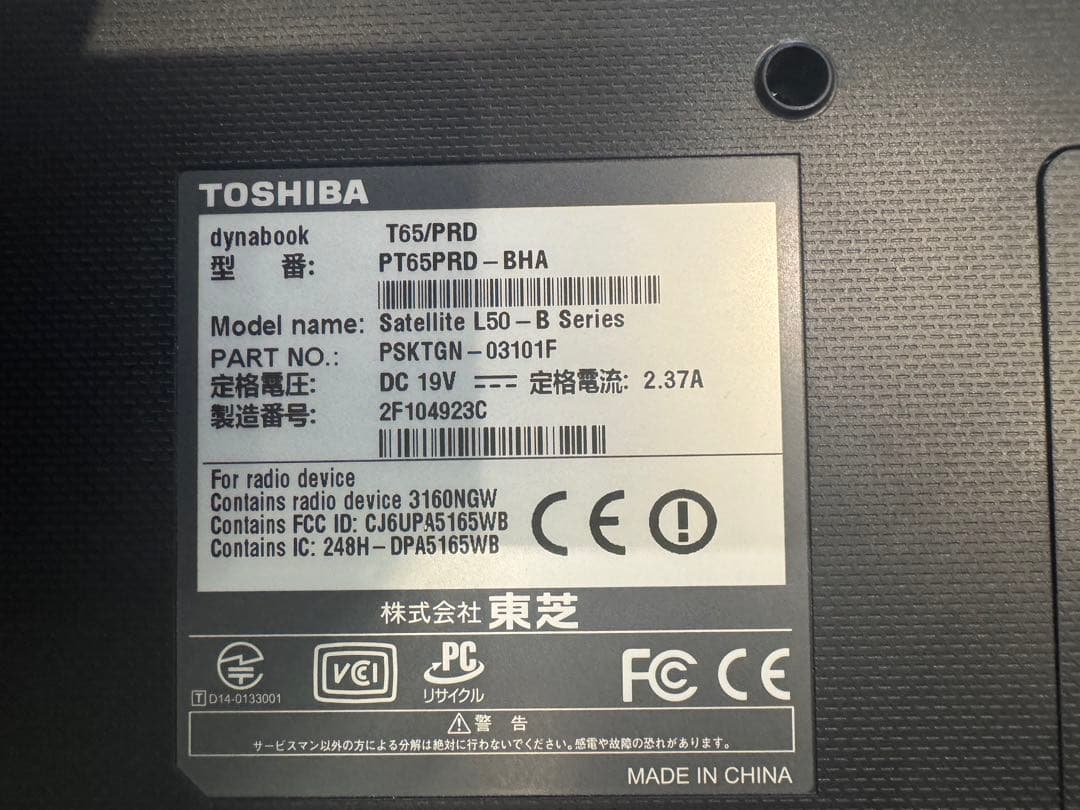 TOSHIBA
dynabook T65/PRD
型 番: PT65PRD-BHA
Model name: Satellite L50-B Series
PART NO.: PSKTGN-03101F
定格電圧: DC 19V 定格電流: 2.37A
製造番号: 2F104923C
For radio device
Contains radio device 3160NGW
Contains FCC ID: CJ6UPA5165WB
Contains IC: 248H-DPA5165WB
CE
株式会社 東芝
VCI PC FC CE
リサイクル
T D14-0133001
警 告
サービスマン以外の方による分解は絶対に行わないでください。感電や故障の恐れがあります。
MADE IN CHINA